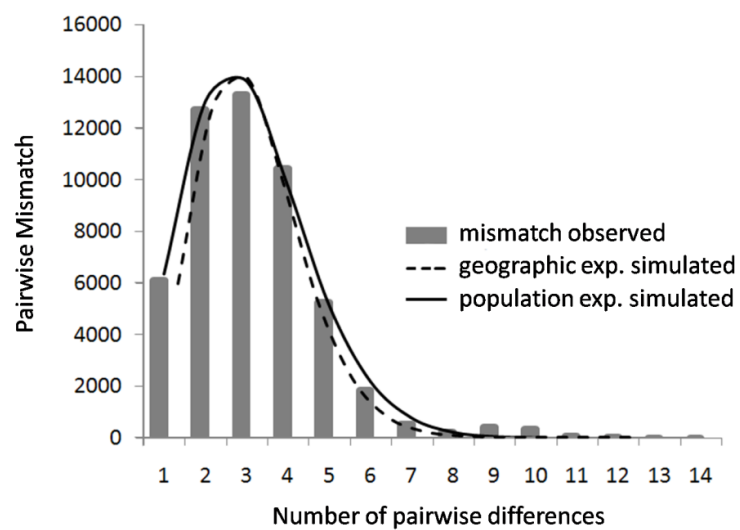 16000
14000
12000
10000
8000
6000
4000
2000
0
Pairwise Mismatch
mismatch observed
geographic exp. simulated
population exp. simulated
1 2 3 4 5 6 7 8 9 10 11 12 13 14
Number of pairwise differences